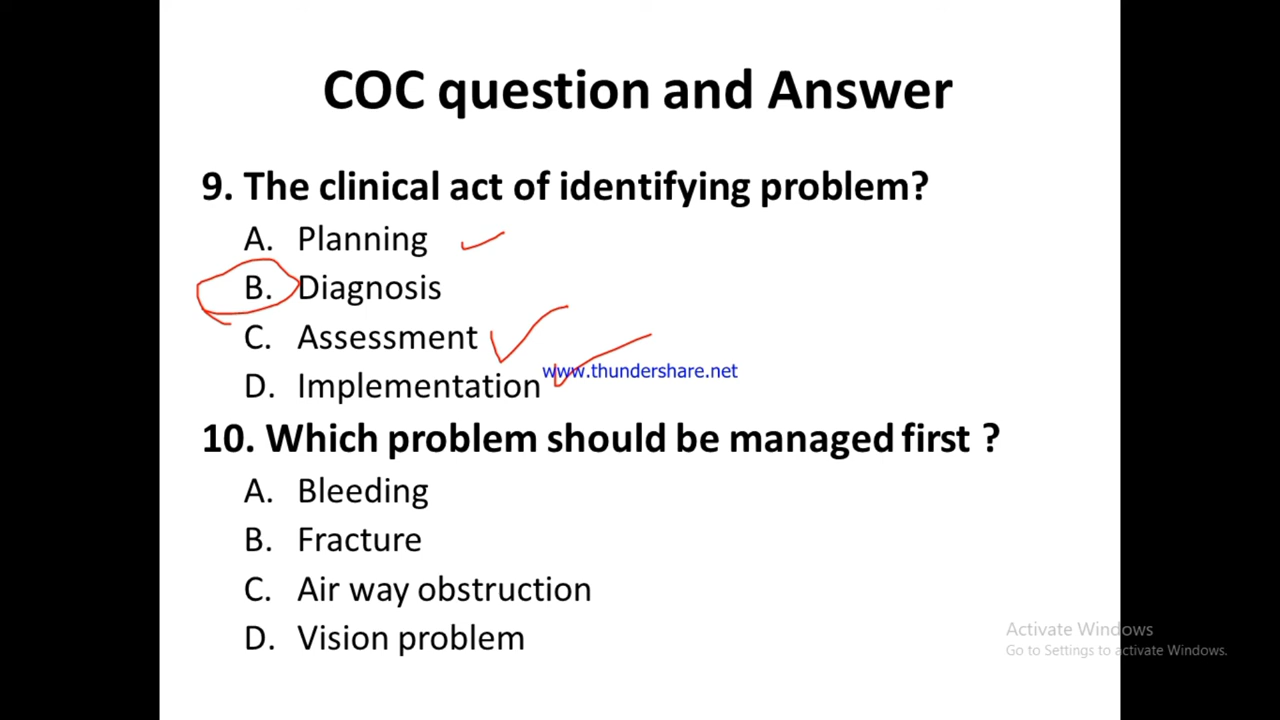 COC question and Answer
9. The clinical act of identifying problem?
A. Planning
B. Diagnosis
C. Assessment
www.thundershare.net
D. Implementation
10. Which problem should be managed first ?
A. Bleeding
B. Fracture
C. Air way obstruction
D. Vision problem
Activate Windows
Go to Settings to activate Windows.